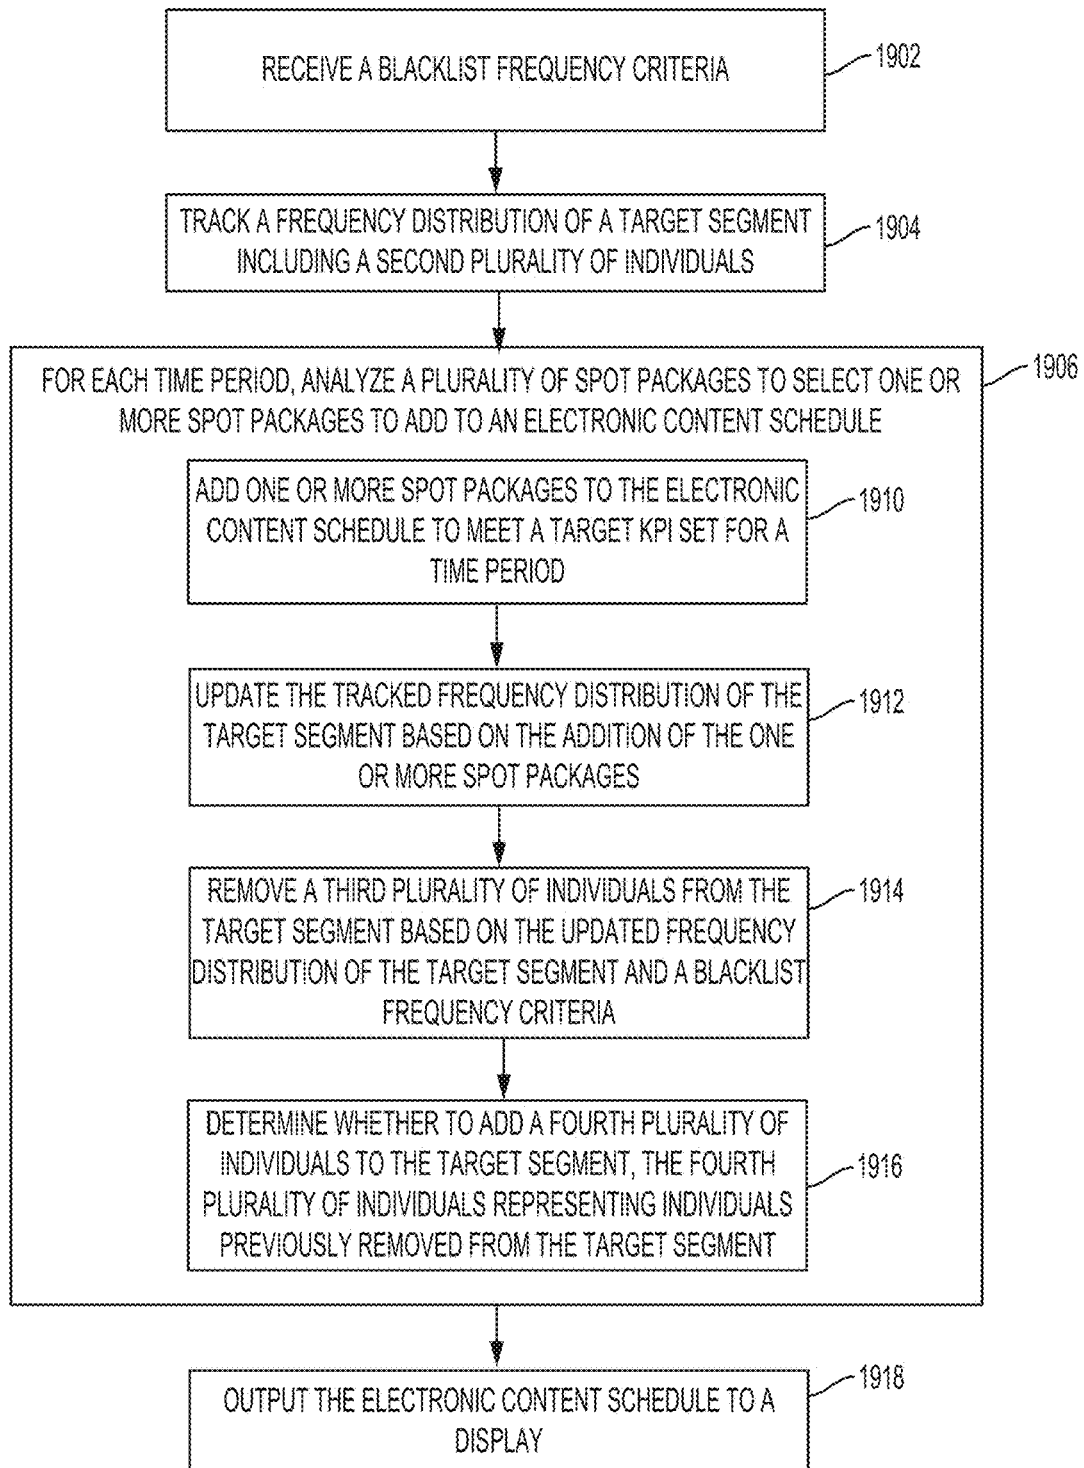 RECEIVE A BLACKLIST FREQUENCY CRITERIA
1902
TRACK A FREQUENCY DISTRIBUTION OF A TARGET SEGMENT
INCLUDING A SECOND PLURALITY OF INDIVIDUALS
1904
FOR EACH TIME PERIOD, ANALYZE A PLURALITY OF SPOT PACKAGES TO SELECT ONE OR
MORE SPOT PACKAGES TO ADD TO AN ELECTRONIC CONTENT SCHEDULE
1906
ADD ONE OR MORE SPOT PACKAGES TO THE ELECTRONIC
CONTENT SCHEDULE TO MEET A TARGET KPI SET FOR A
TIME PERIOD
1910
UPDATE THE TRACKED FREQUENCY DISTRIBUTION OF THE
TARGET SEGMENT BASED ON THE ADDITION OF THE ONE
OR MORE SPOT PACKAGES
1912
REMOVE A THIRD PLURALITY OF INDIVIDUALS FROM THE
TARGET SEGMENT BASED ON THE UPDATED FREQUENCY
DISTRIBUTION OF THE TARGET SEGMENT AND A BLACKLIST
FREQUENCY CRITERIA
1914
DETERMINE WHETHER TO ADD A FOURTH PLURALITY OF
INDIVIDUALS TO THE TARGET SEGMENT, THE FOURTH
PLURALITY OF INDIVIDUALS REPRESENTING INDIVIDUALS
PREVIOUSLY REMOVED FROM THE TARGET SEGMENT
1916
OUTPUT THE ELECTRONIC CONTENT SCHEDULE TO A
DISPLAY
1918